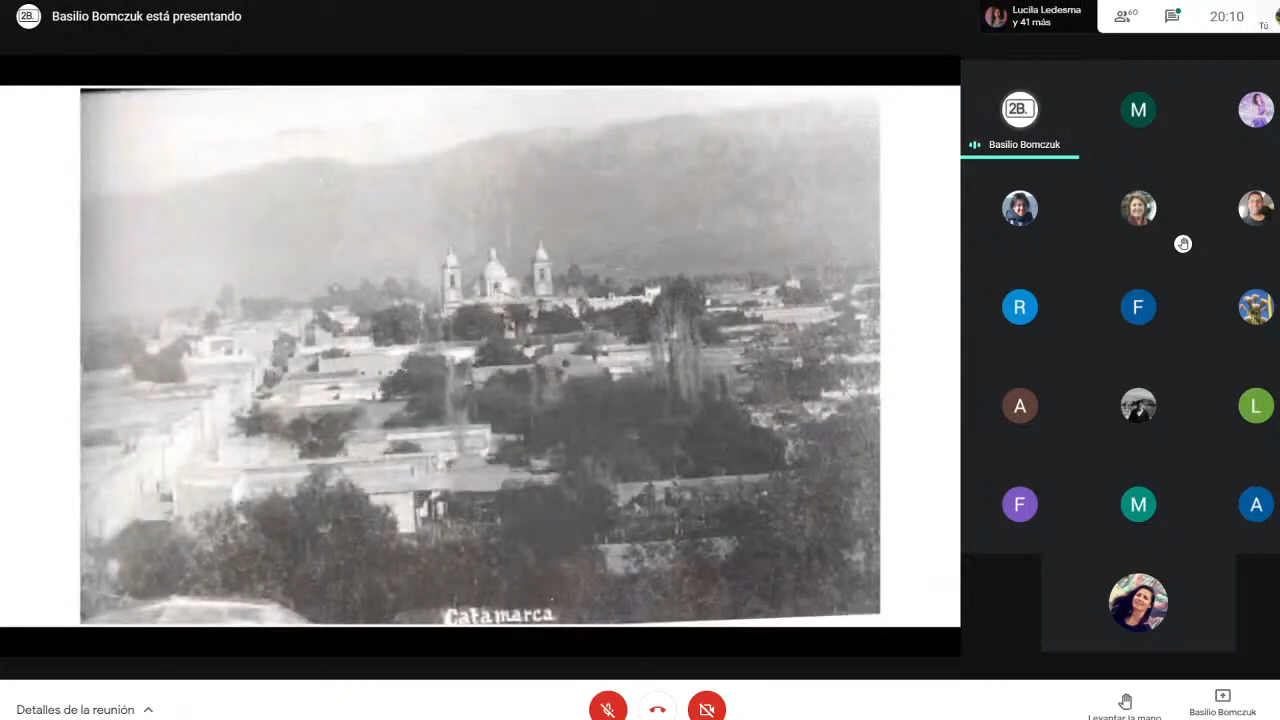 2B.
Basilio Bomczuk está presentando
Lucila Ledesma
y 41 más
60
20:10
Tú
2B.
Basilio Bomczuk
M
R
F
A
L
F
M
A
Catamarca
Detalles de la reunión
Levantar la mano
Basilio Bomczuk